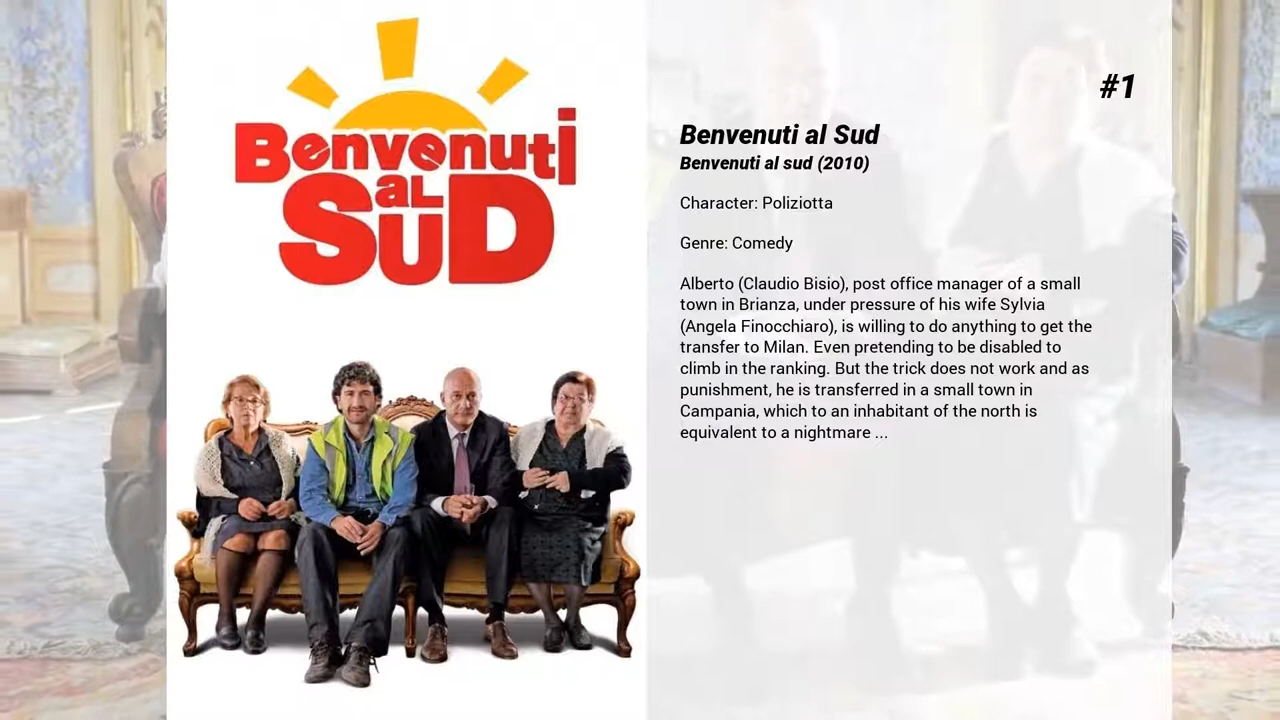 Benvenuti
al
Sud
#1
Benvenuti al Sud
Benvenuti al sud (2010)
Character: Poliziotta
Genre: Comedy
Alberto (Claudio Bisio), post office manager of a small
town in Brianza, under pressure of his wife Sylvia
(Angela Finocchiaro), is willing to do anything to get the
transfer to Milan. Even pretending to be disabled to
climb in the ranking. But the trick does not work and as
punishment, he is transferred in a small town in
Campania, which to an inhabitant of the north is
equivalent to a nightmare ...